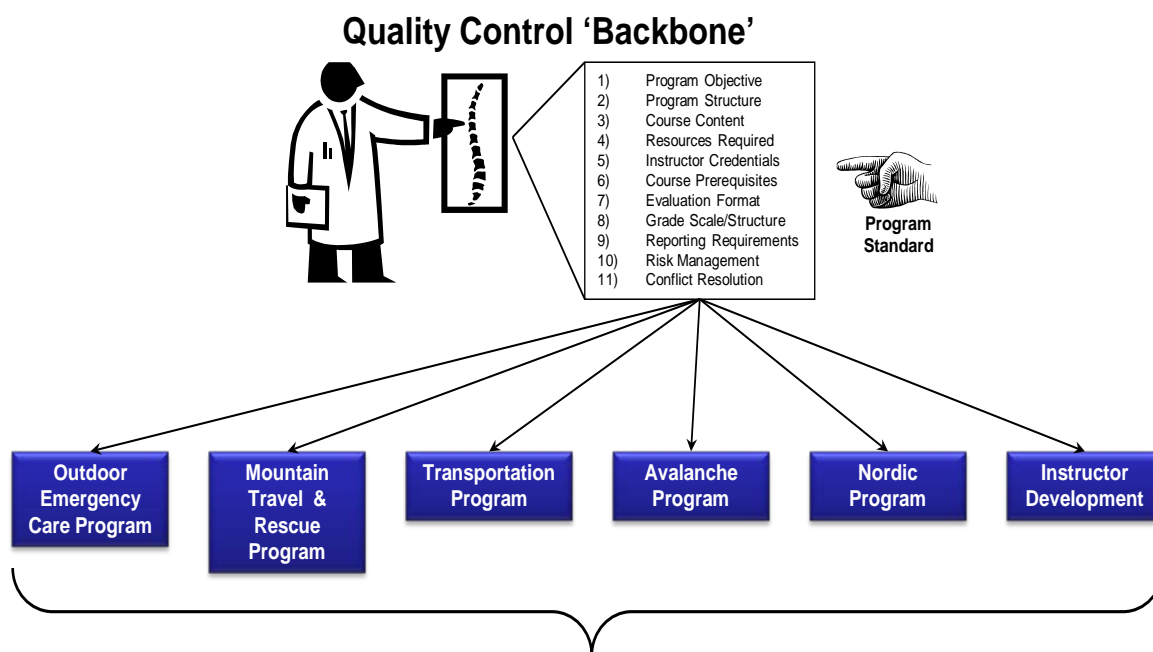 Quality Control ‘Backbone’
1) Program Objective
2) Program Structure
3) Course Content
4) Resources Required
5) Instructor Credentials
6) Course Prerequisites
7) Evaluation Format
8) Grade Scale/Structure
9) Reporting Requirements
10) Risk Management
11) Conflict Resolution
Program
Standard
Outdoor
Emergency
Care Program
Mountain
Travel &
Rescue
Program
Transportation
Program
Avalanche
Program
Nordic
Program
Instructor
Development